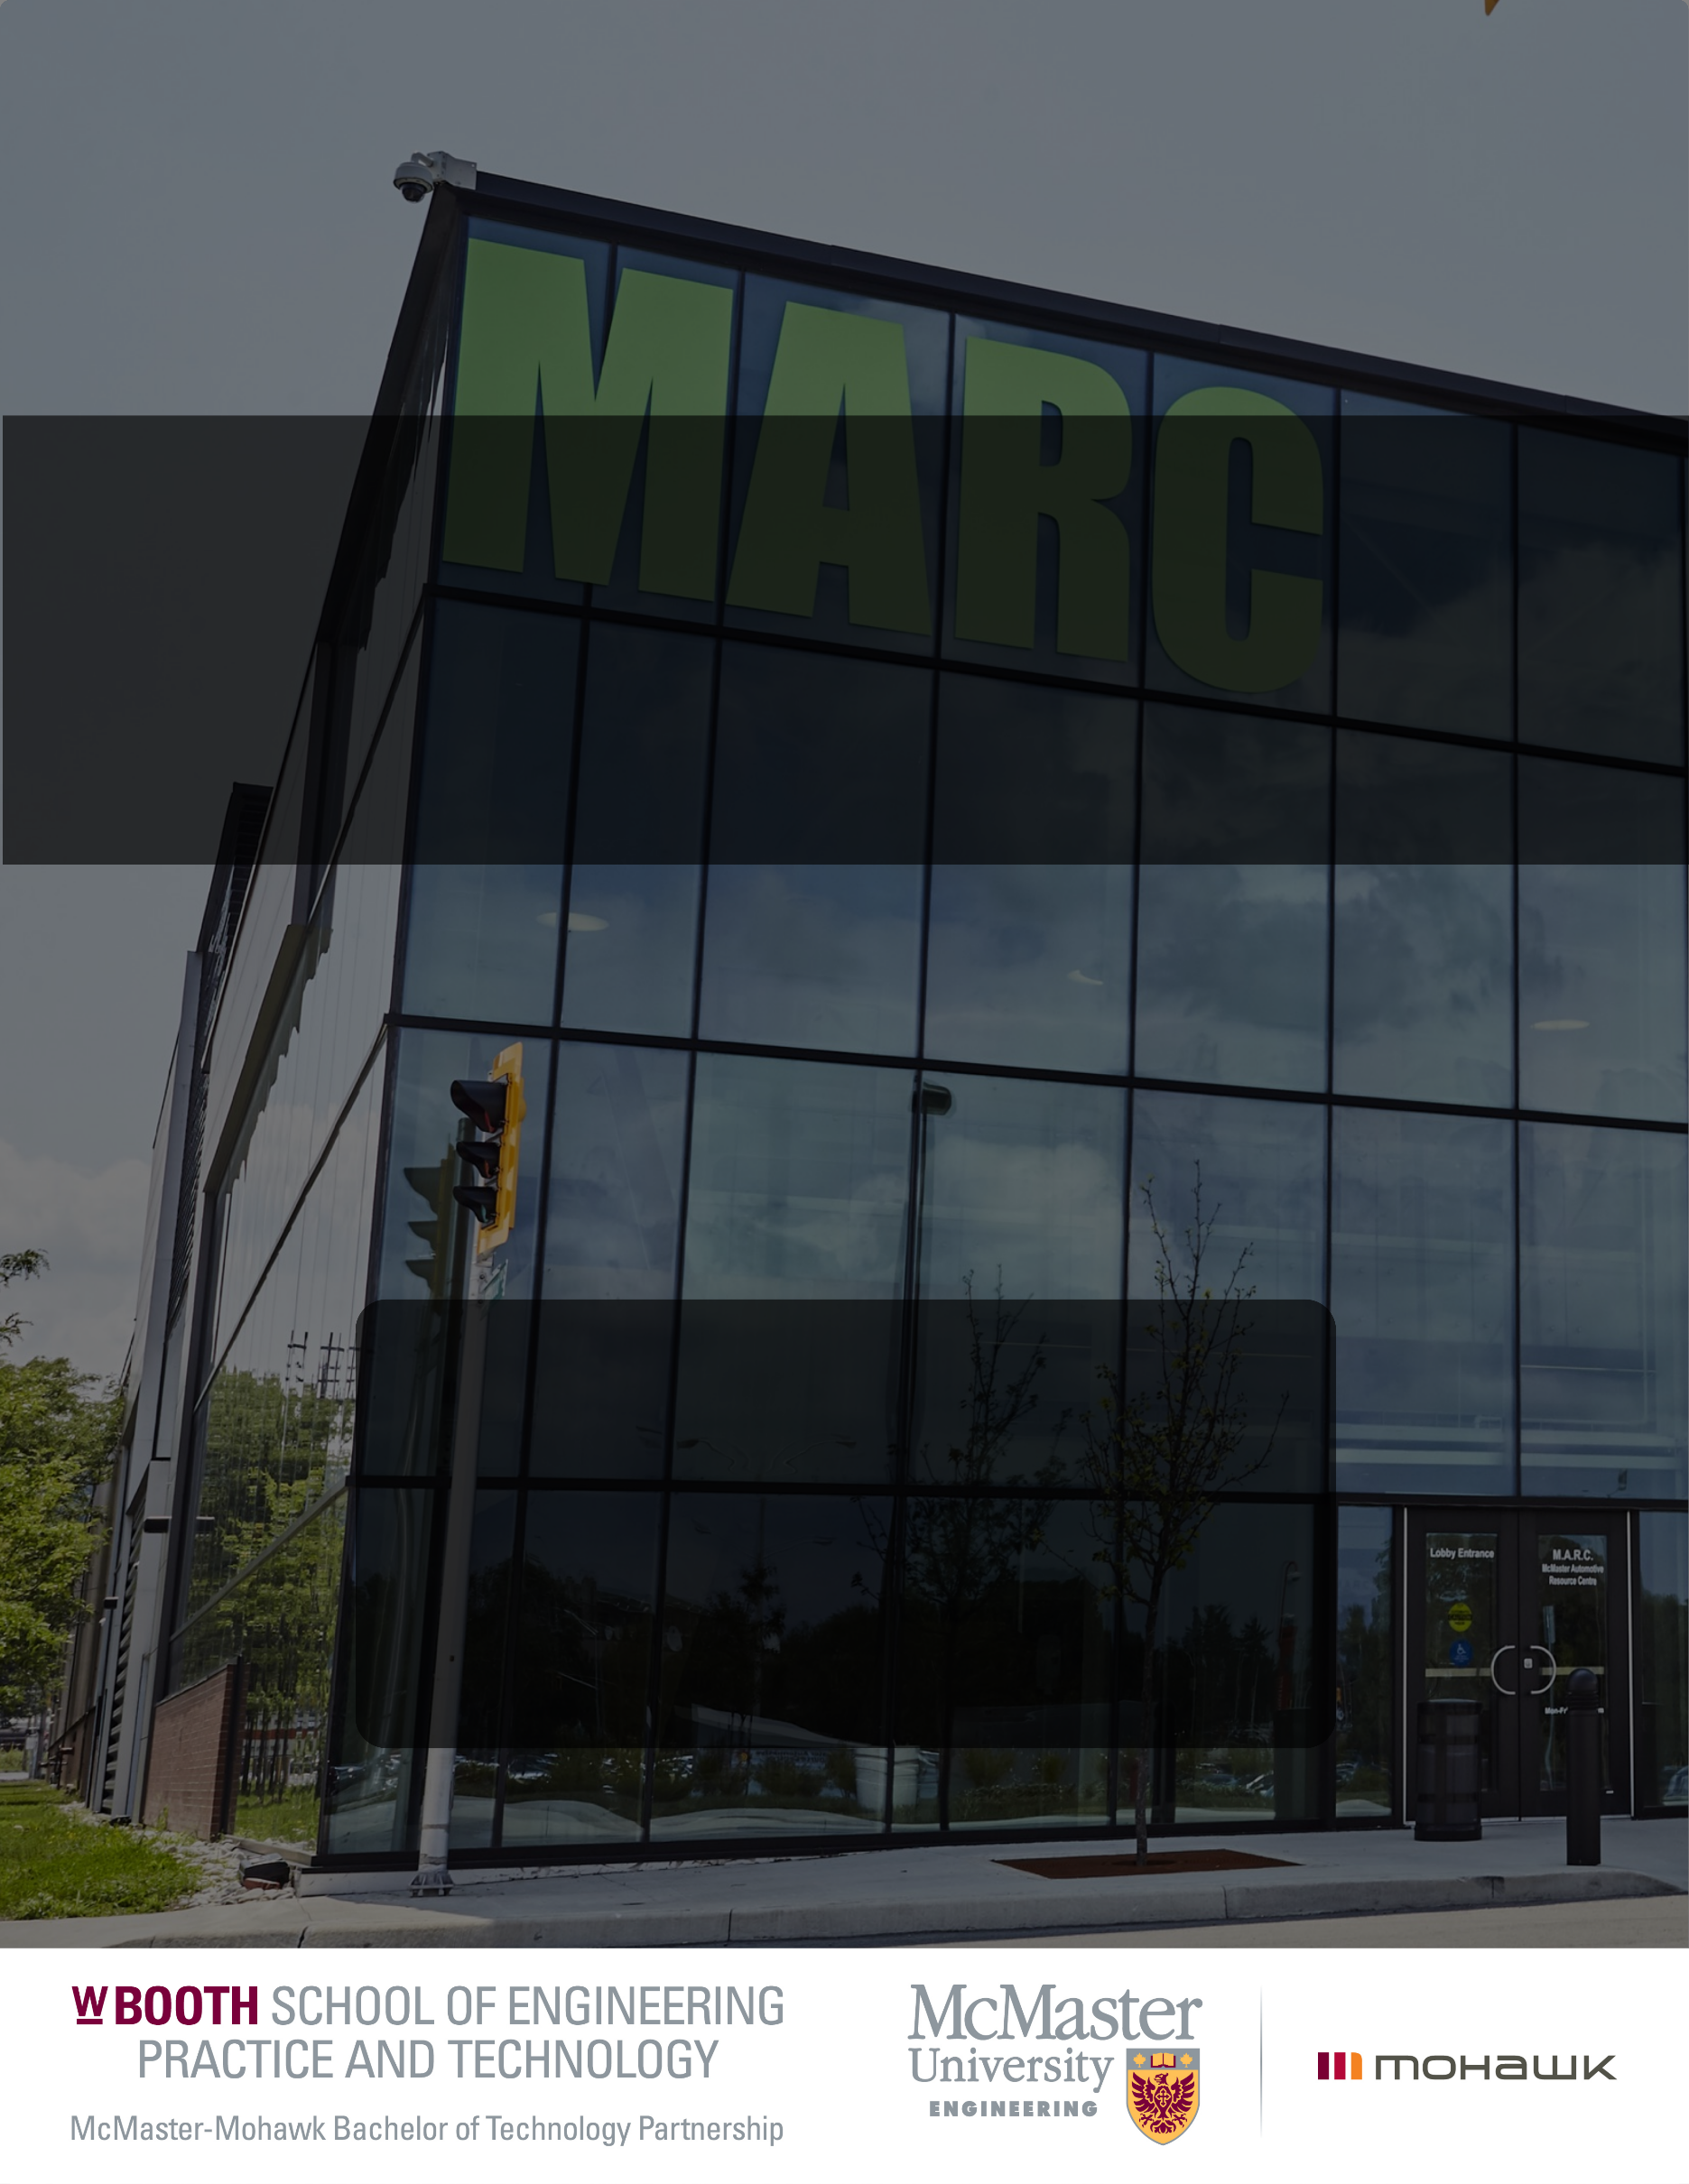 MARC
Lobby Entrance
M.A.R.C.
McMaster Automotive
Resource Centre
W BOOTH SCHOOL OF ENGINEERING
PRACTICE AND TECHNOLOGY
McMaster-Mohawk Bachelor of Technology Partnership
McMaster
University
ENGINEERING
mohawk